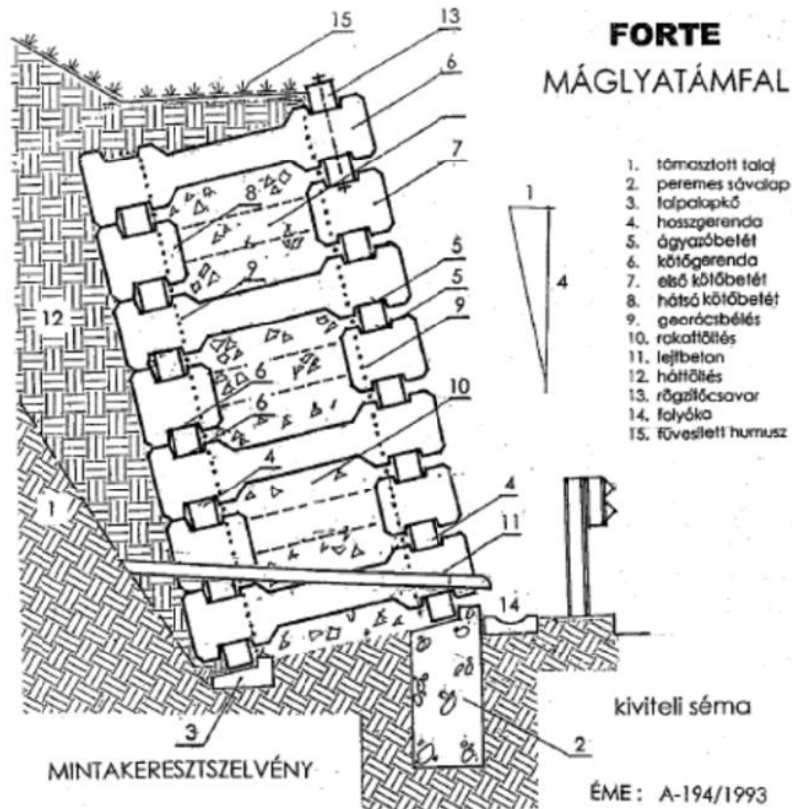 FORTE
MÁGLYATÁMFAL
1. támasztott talaj
2. peremes sávalap
3. talpalapkő
4. hosszgerenda
5. ágyazóbetét
6. kötőgerenda
7. első kötőbetét
8. hátsó kötőbetét
9. georácsbélés
10. rakattöltés
11. lejtbeton
12. háttöltés
13. rögzítőcsavar
14. folyóka
15. füvesített humusz
15
13
6
7
8
1
4
5
5
9
9
12
6
6
10
4
4
1
11
14
3
2
kiviteli séma
MINTAKERESZTSZELVÉNY
ÉME: A-194/1993